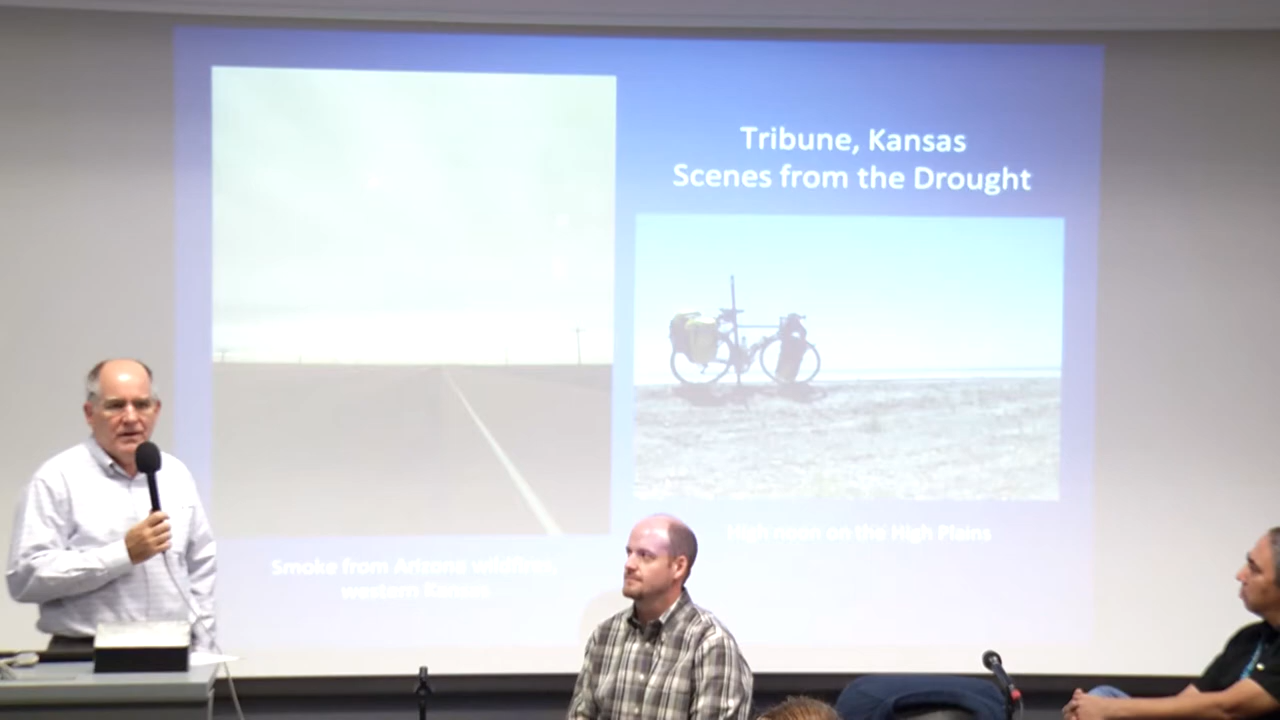 Tribune, Kansas
Scenes from the Drought
High noon on the High Plains
Smoke from Arizona wildfires,
western Kansas